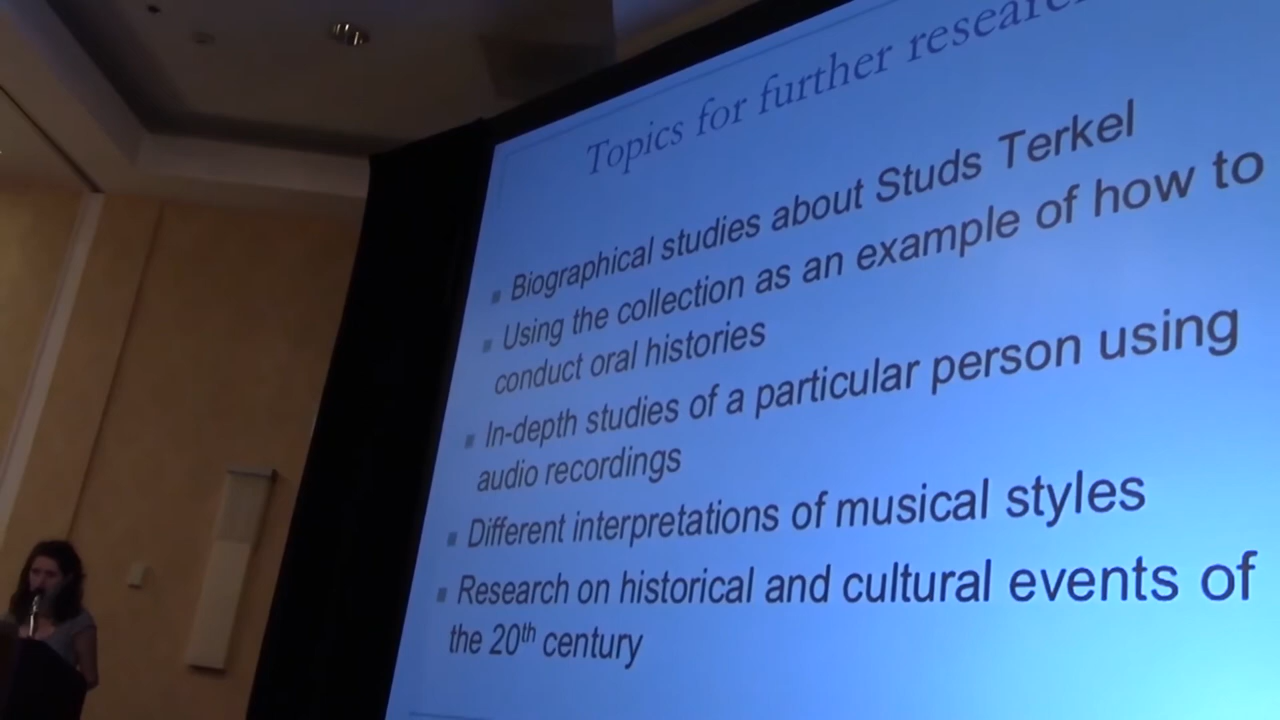 Topics for further resear
Biographical studies about Studs Terkel
Using the collection as an example of how to
conduct oral histories
In-depth studies of a particular person using
audio recordings
Different interpretations of musical styles
Research on historical and cultural events of
the 20th century